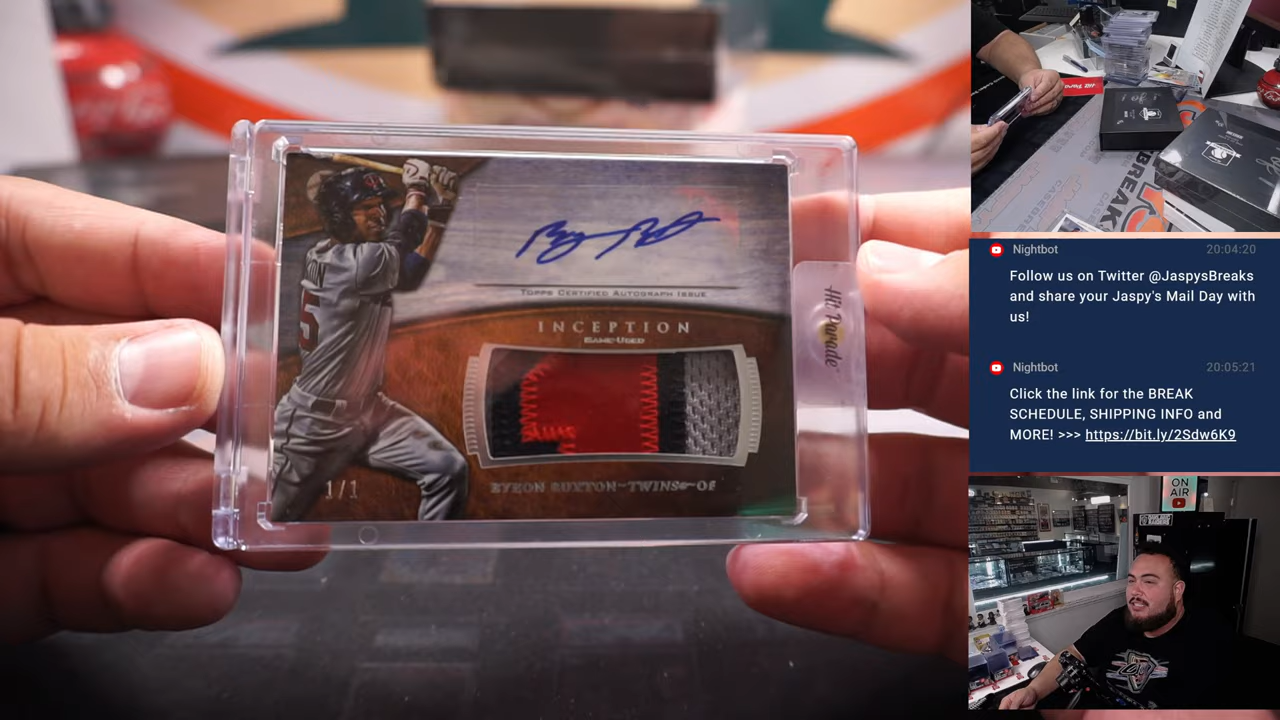 TOPPS CERTIFIED AUTOGRAPH ISSUE
INCEPTION
GAME-USED
BYRON BUXTON-TWINS®-OF
1/1
Hit Parade
Nightbot
20:04:20
Follow us on Twitter @JaspysBreaks
and share your Jaspy's Mail Day with
us!
Nightbot
20:05:21
Click the link for the BREAK
SCHEDULE, SHIPPING INFO and
MORE! >>> https://bit.ly/2Sdw6K9
ON
AIR